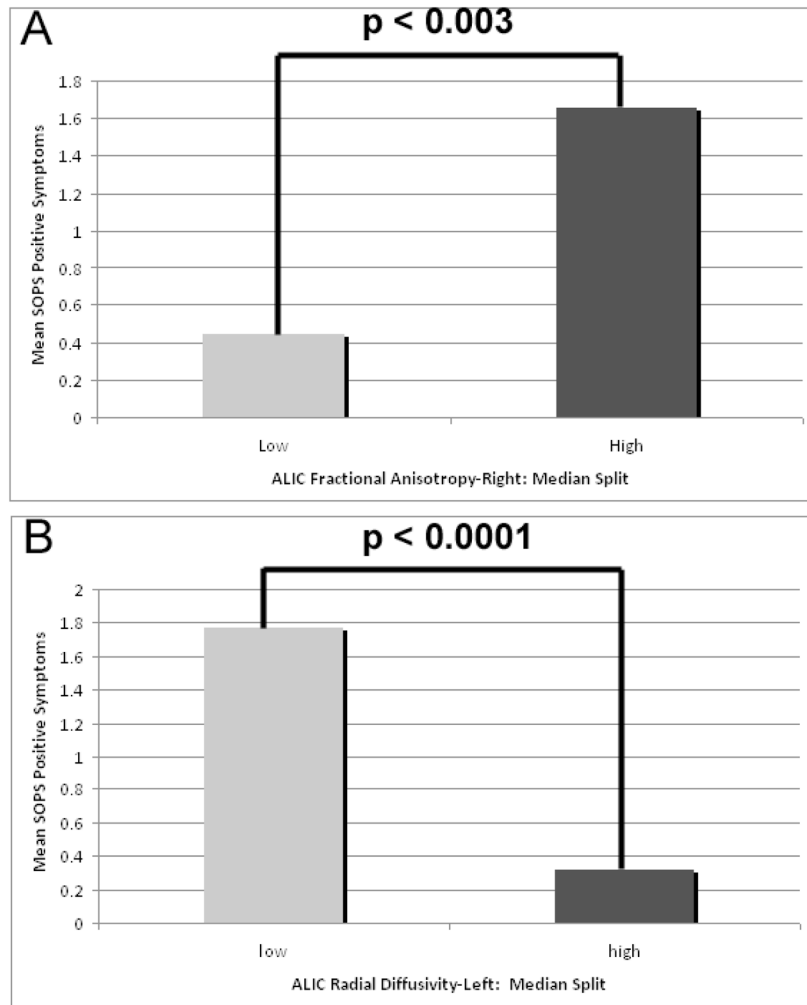 A
p < 0.003
Mean SOPS Positive Symptoms
1.8
1.6
1.4
1.2
1
0.8
0.6
0.4
0.2
0
Low High
ALIC Fractional Anisotropy-Right: Median Split
B
p < 0.0001
Mean SOPS Positive Symptoms
2
1.8
1.6
1.4
1.2
1
0.8
0.6
0.4
0.2
0
low high
ALIC Radial Diffusivity-Left: Median Split